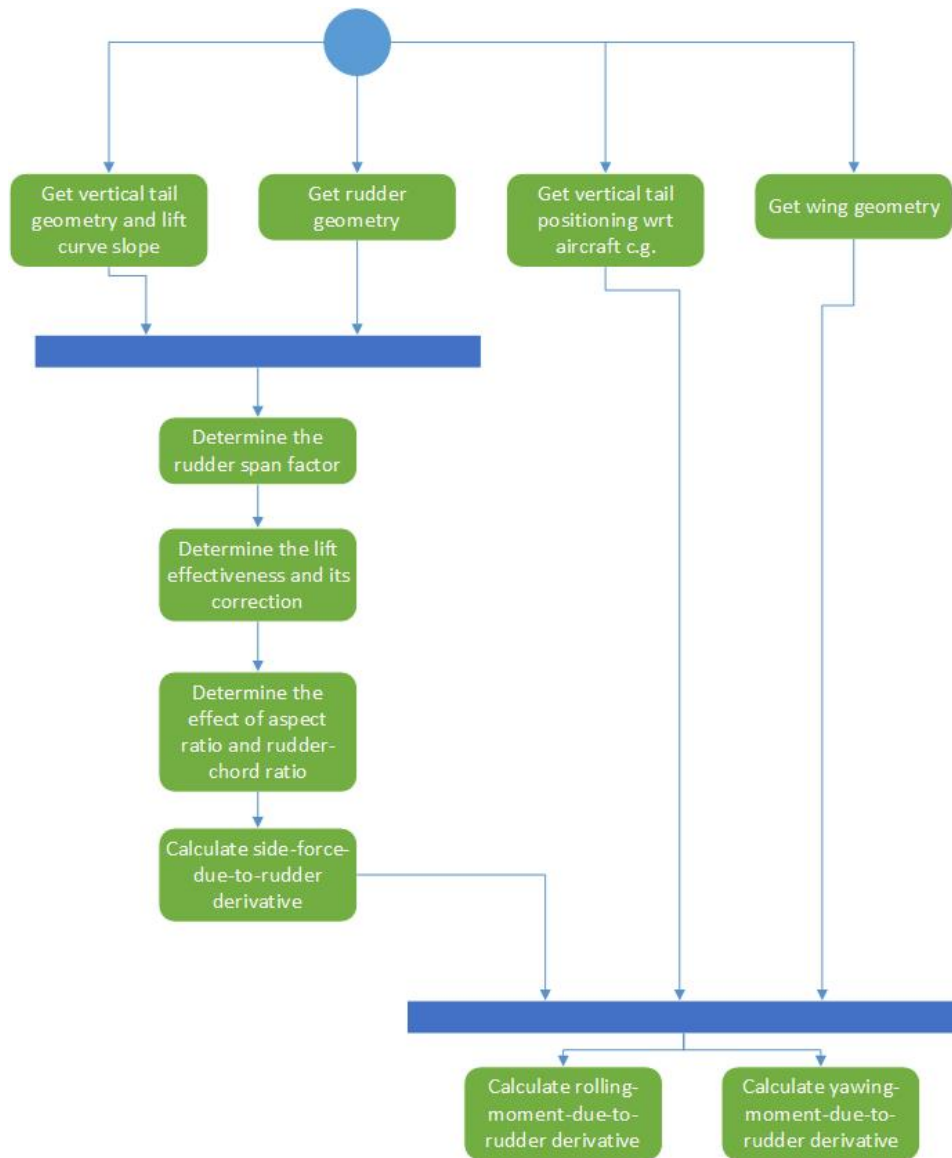 Get vertical tail
geometry and lift
curve slope
Get rudder
geometry
Get vertical tail
positioning wrt
aircraft c.g.
Get wing geometry
Determine the
rudder span factor
Determine the lift
effectiveness and its
correction
Determine the
effect of aspect
ratio and rudder-
chord ratio
Calculate side-force-
due-to-rudder
derivative
Calculate rolling-
moment-due-to-
rudder derivative
Calculate yawing-
moment-due-to-
rudder derivative